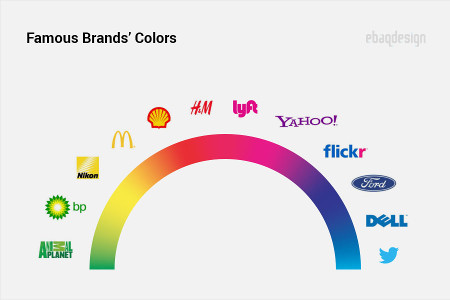 Famous Brands' Colors
ebaqdesign
H&M
lyft
YAHOO!
M
flickr
Nikon
Ford
bp
DELL
ANIMAL
PLANET